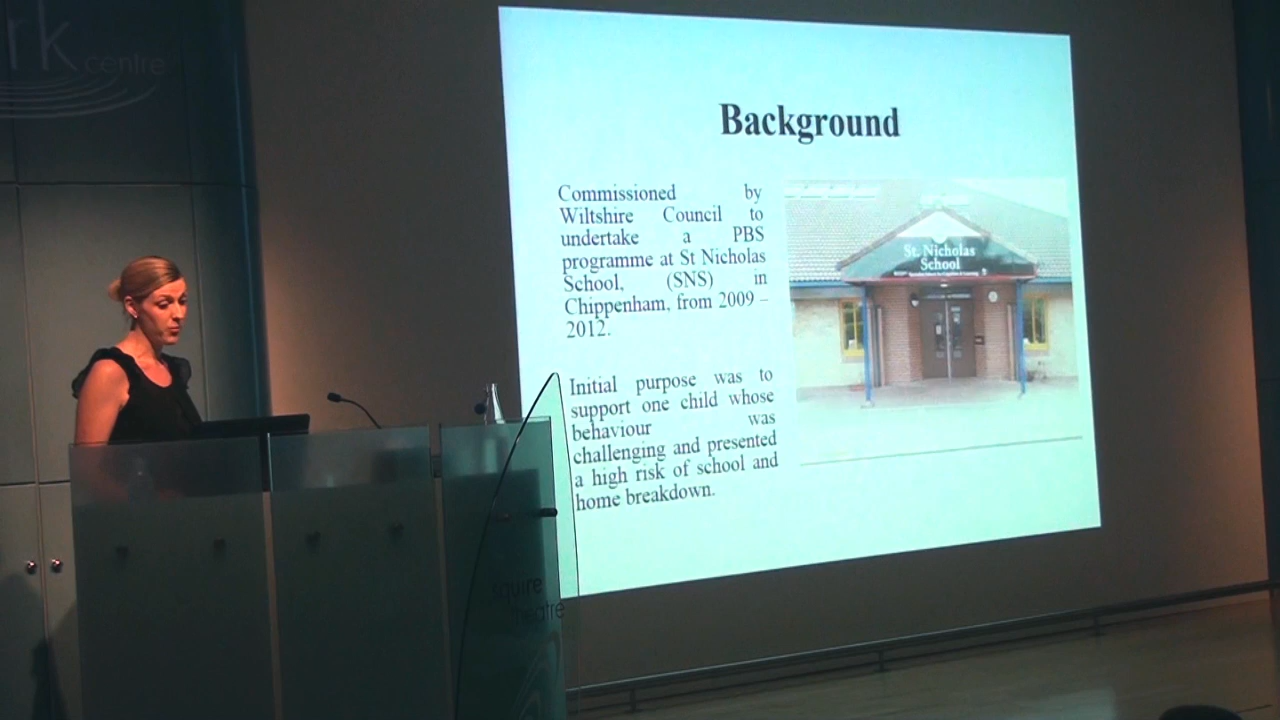 rk
centre
Background
Commissioned by
Wiltshire Council to
undertake a PBS
programme at St Nicholas
School, (SNS) in
Chippenham, from 2009 –
2012.
Initial purpose was to
support one child whose
behaviour was
challenging and presented
a high risk of school and
home breakdown.
St. Nicholas
School